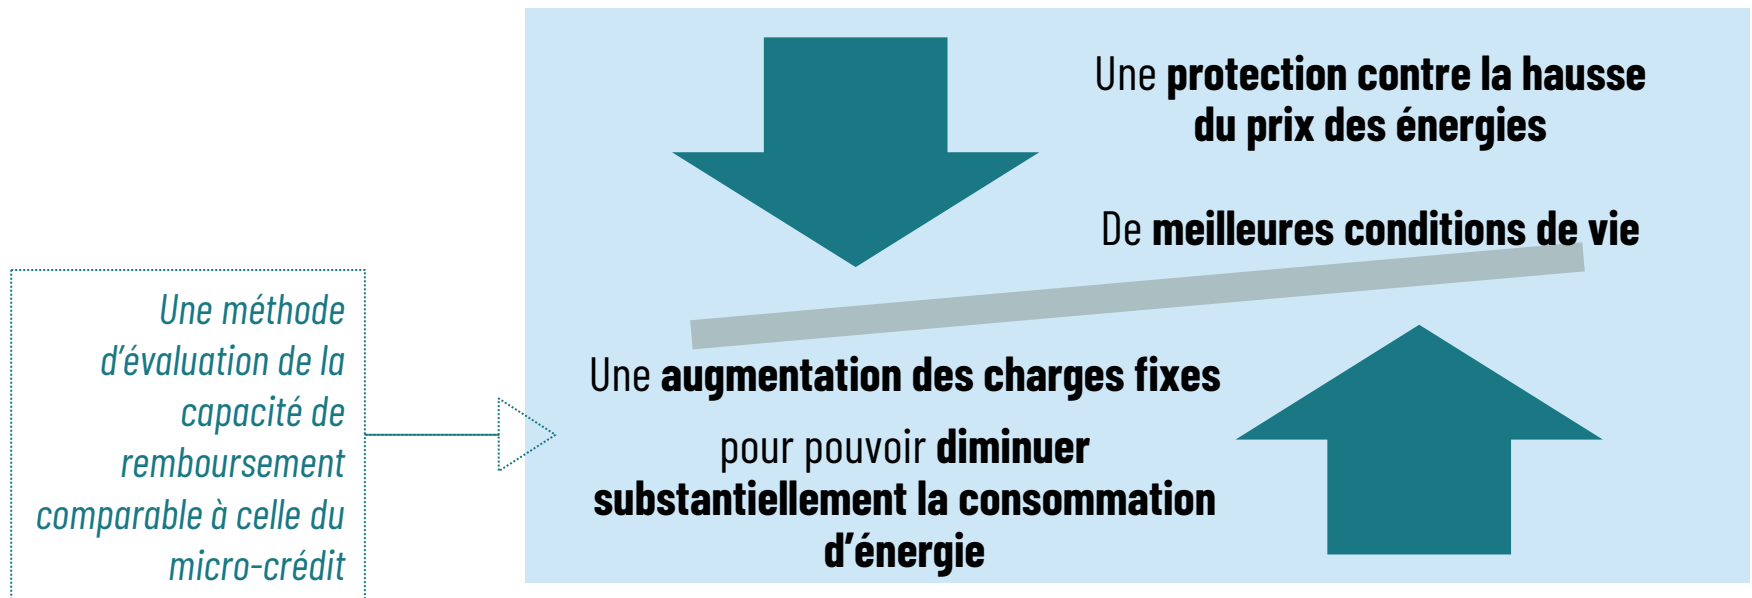 Une protection contre la hausse
du prix des énergies
De meilleures conditions de vie
Une méthode
d'évaluation de la
capacité de
remboursement
comparable à celle du
micro-crédit
Une augmentation des charges fixes
pour pouvoir diminuer
substantiellement la consommation
d'énergie